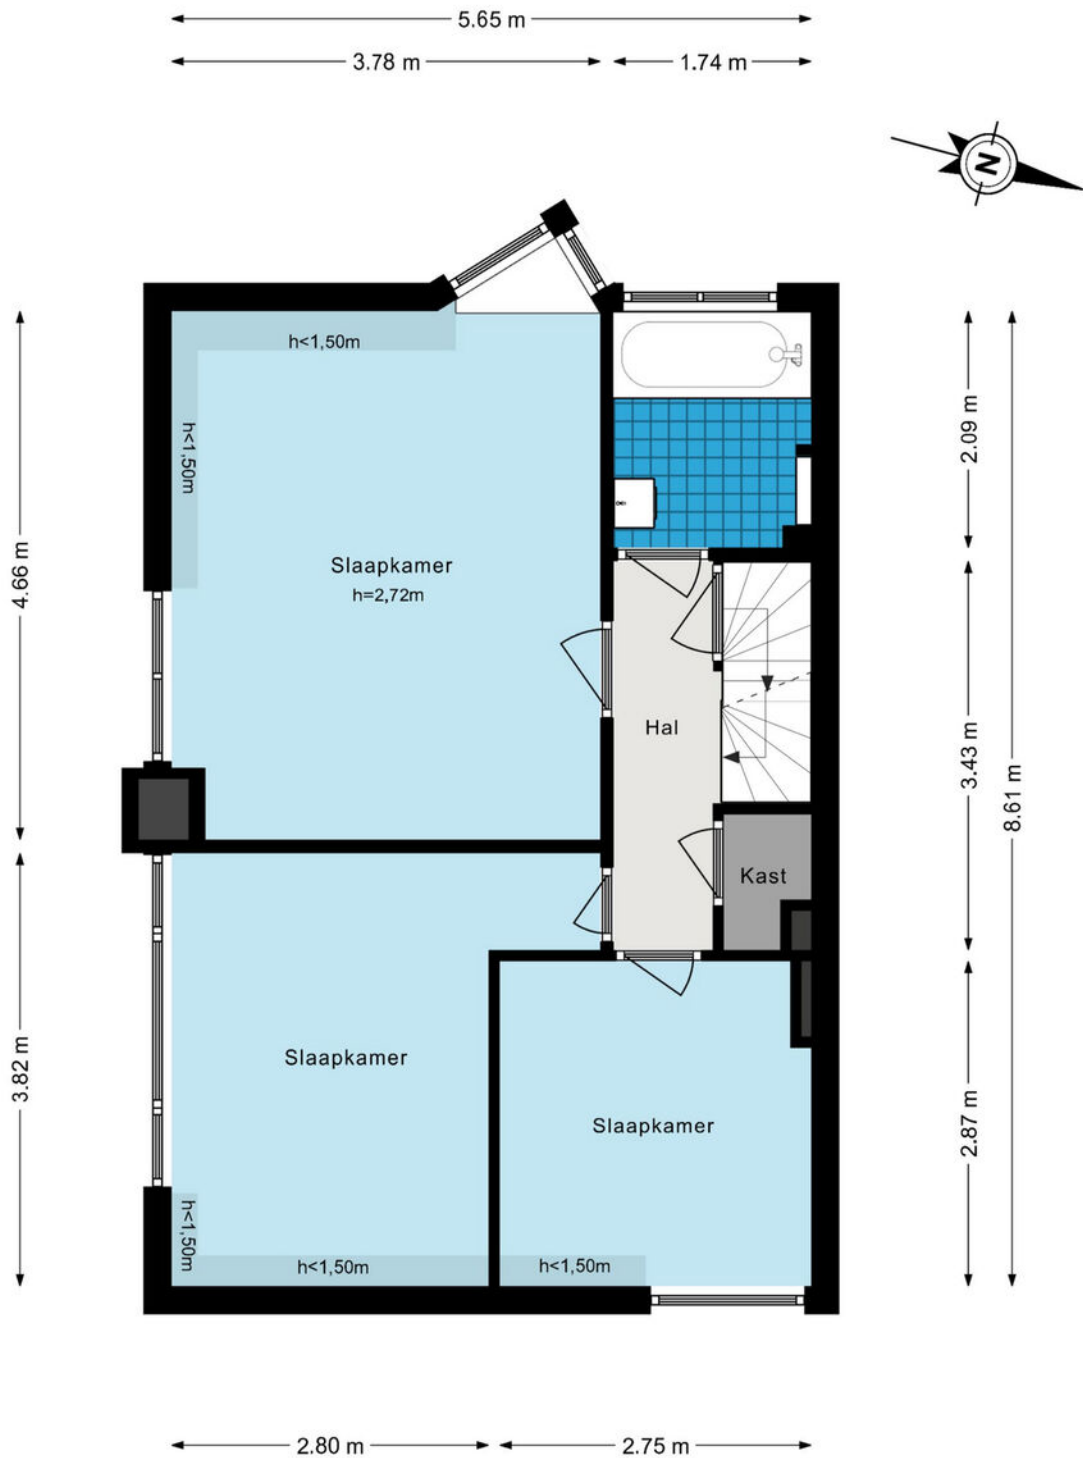 5.65 m
3.78 m
1.74 m
N
h<1,50m
h<1,50m
2.09 m
4.66 m
Slaapkamer
h=2,72m
Hal
3.43 m
8.61 m
Kast
3.82 m
Slaapkamer
Slaapkamer
2.87 m
h<1,50m
h<1,50m
h<1,50m
2.80 m
2.75 m